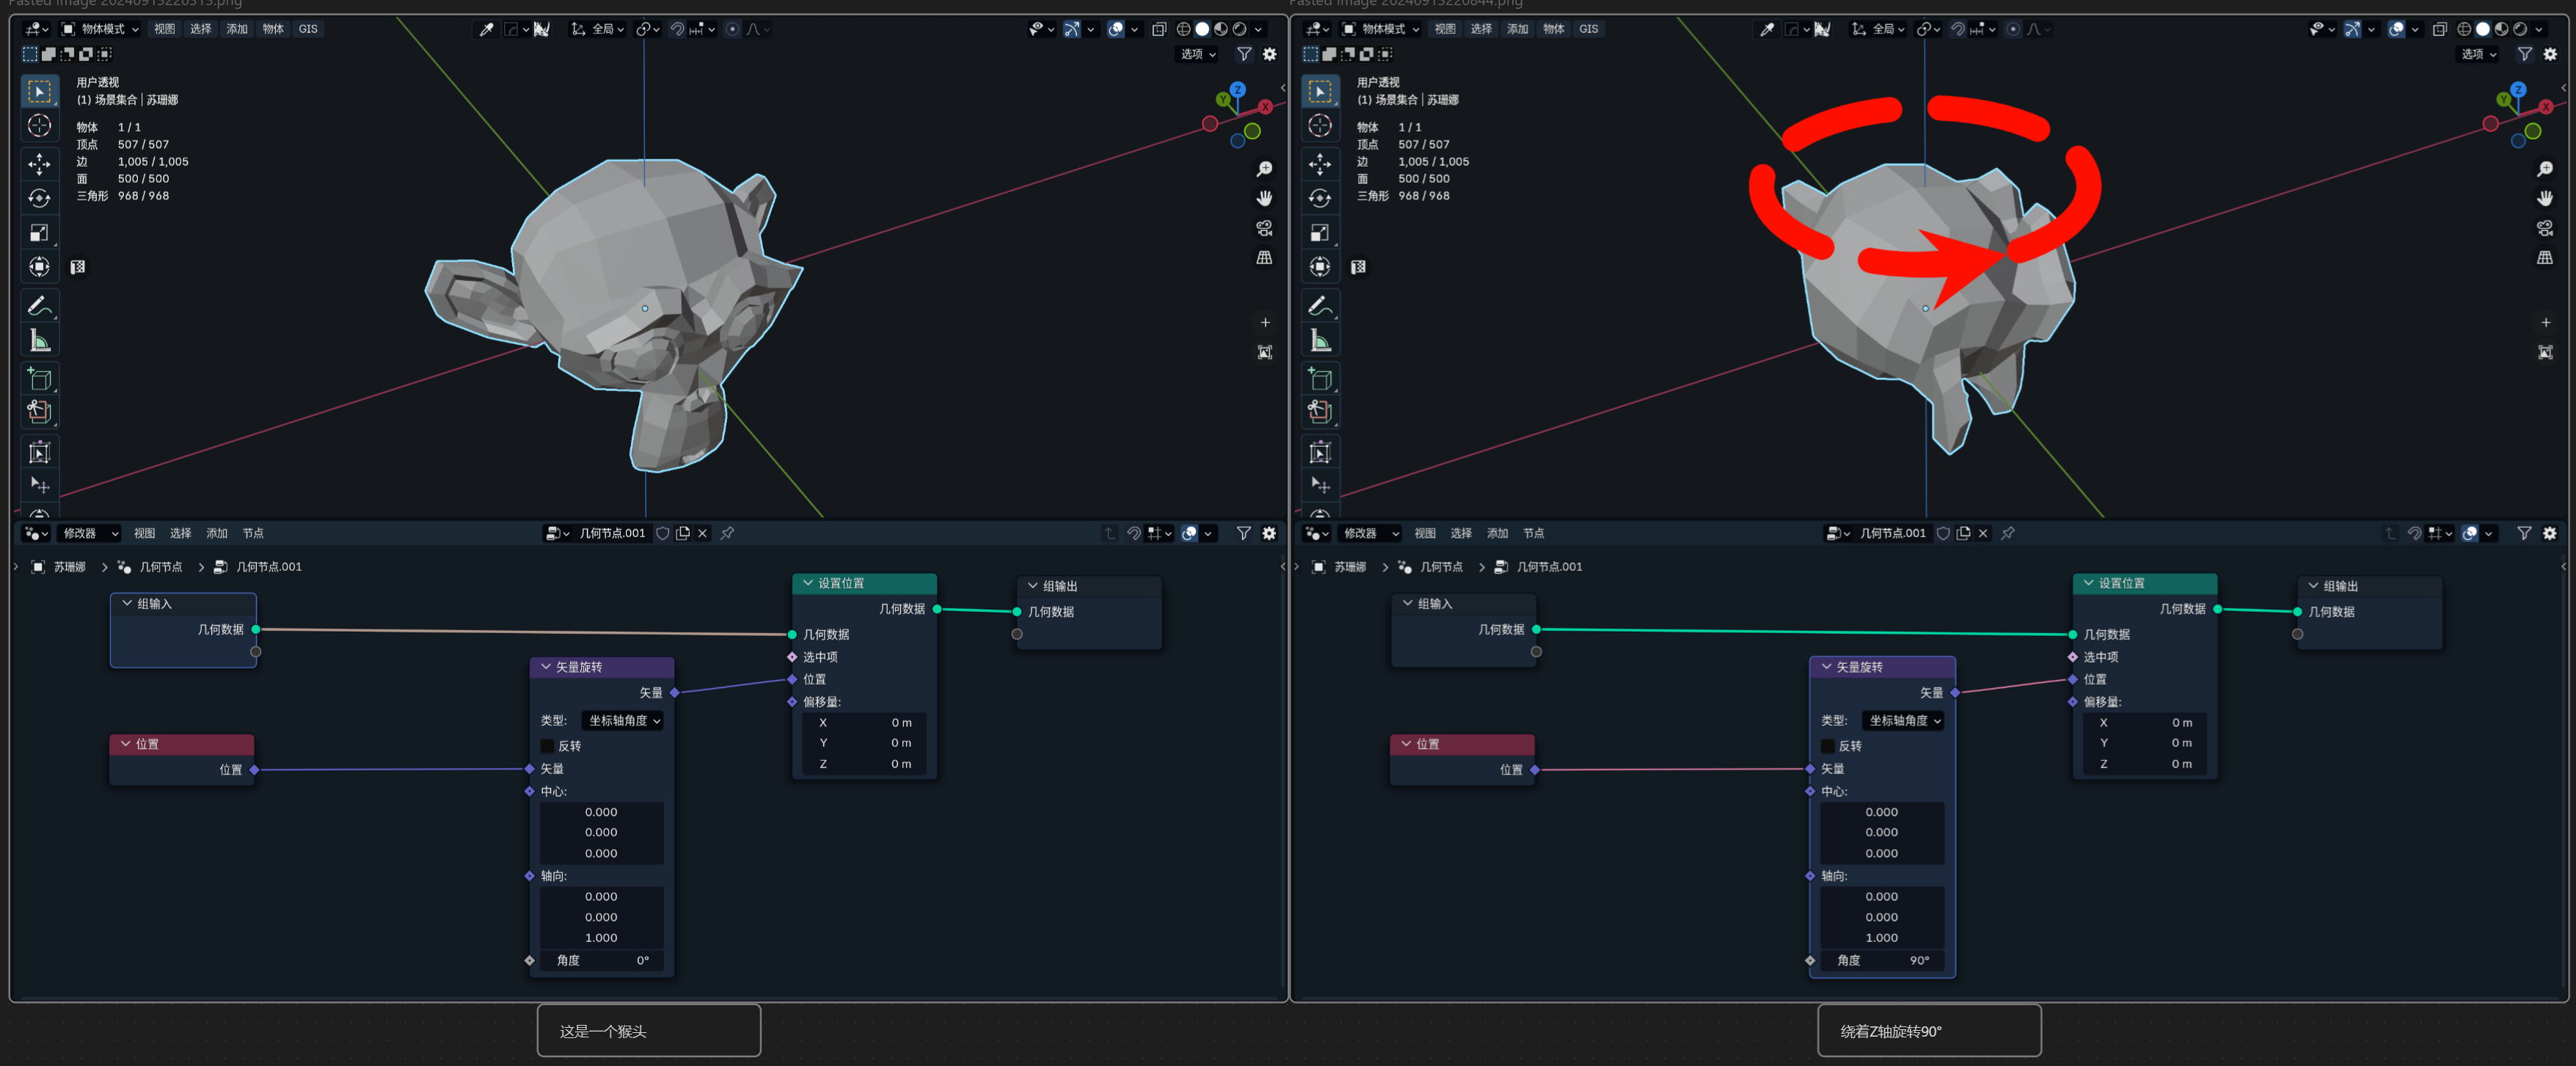 Pasted image 20240913220513.png
物体模式 视图 选择 添加 物体 GIS
全局
选项
用户透视
(1) 场景集合 | 苏珊娜
物体 1 / 1
顶点 507 / 507
边 1,005 / 1,005
面 500 / 500
三角形 968 / 968
Z
Y
X
修改器 视图 选择 添加 节点
几何节点.001
苏珊娜 > 几何节点 > 几何节点.001
组输入
几何数据
位置
位置
矢量旋转
矢量
类型: 坐标轴角度
反转
矢量
中心:
0.000
0.000
0.000
轴向:
0.000
0.000
1.000
角度 0°
设置位置
几何数据
几何数据
选中项
位置
偏移量:
X 0 m
Y 0 m
Z 0 m
组输出
几何数据
这是一个猴头
Pasted image 20240913220844.png
物体模式 视图 选择 添加 物体 GIS
全局
选项
用户透视
(1) 场景集合 | 苏珊娜
物体 1 / 1
顶点 507 / 507
边 1,005 / 1,005
面 500 / 500
三角形 968 / 968
Z
Y
X
修改器 视图 选择 添加 节点
几何节点.001
苏珊娜 > 几何节点 > 几何节点.001
组输入
几何数据
位置
位置
矢量旋转
矢量
类型: 坐标轴角度
反转
矢量
中心:
0.000
0.000
0.000
轴向:
0.000
0.000
1.000
角度 90°
设置位置
几何数据
几何数据
选中项
位置
偏移量:
X 0 m
Y 0 m
Z 0 m
组输出
几何数据
绕着Z轴旋转90°